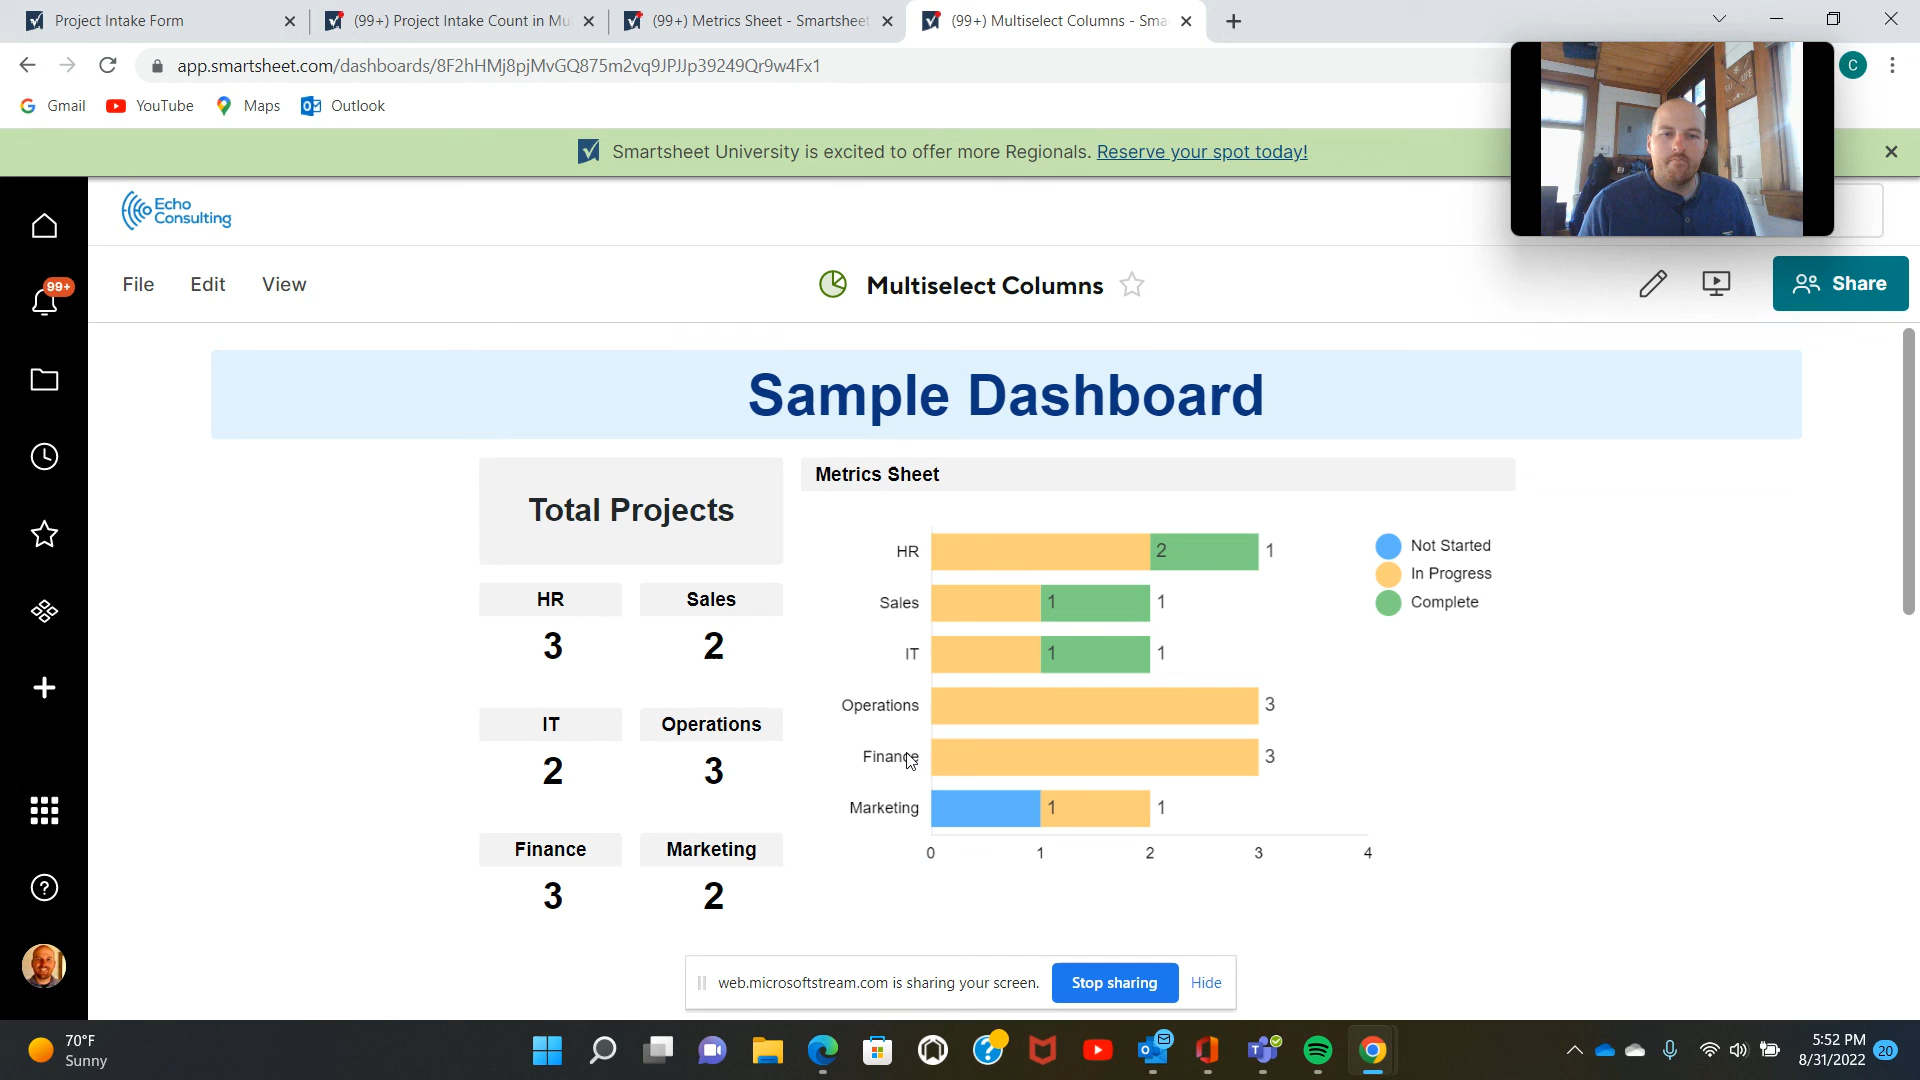 Project Intake Form
(99+) Project Intake Count in Mu
(99+) Metrics Sheet - Smartsheet
(99+) Multiselect Columns - Sma
app.smartsheet.com/dashboards/8F2hHMj8pjMvGQ875m2vq9JPJJp39249Qr9w4Fx1
C
Gmail
YouTube
Maps
Outlook
Smartsheet University is excited to offer more Regionals. Reserve your spot today!
Echo
Consulting
99+
File
Edit
View
Multiselect Columns
Share
Sample Dashboard
Total Projects
HR
3
Sales
2
IT
2
Operations
3
Finance
3
Marketing
2
Metrics Sheet
HR 2 1
Sales 1 1
IT 1 1
Operations 3
Finance 3
Marketing 1 1
0 1 2 3 4
Not Started
In Progress
Complete
web.microsoftstream.com is sharing your screen.
Stop sharing
Hide
70°F
Sunny
5:52 PM
8/31/2022
20